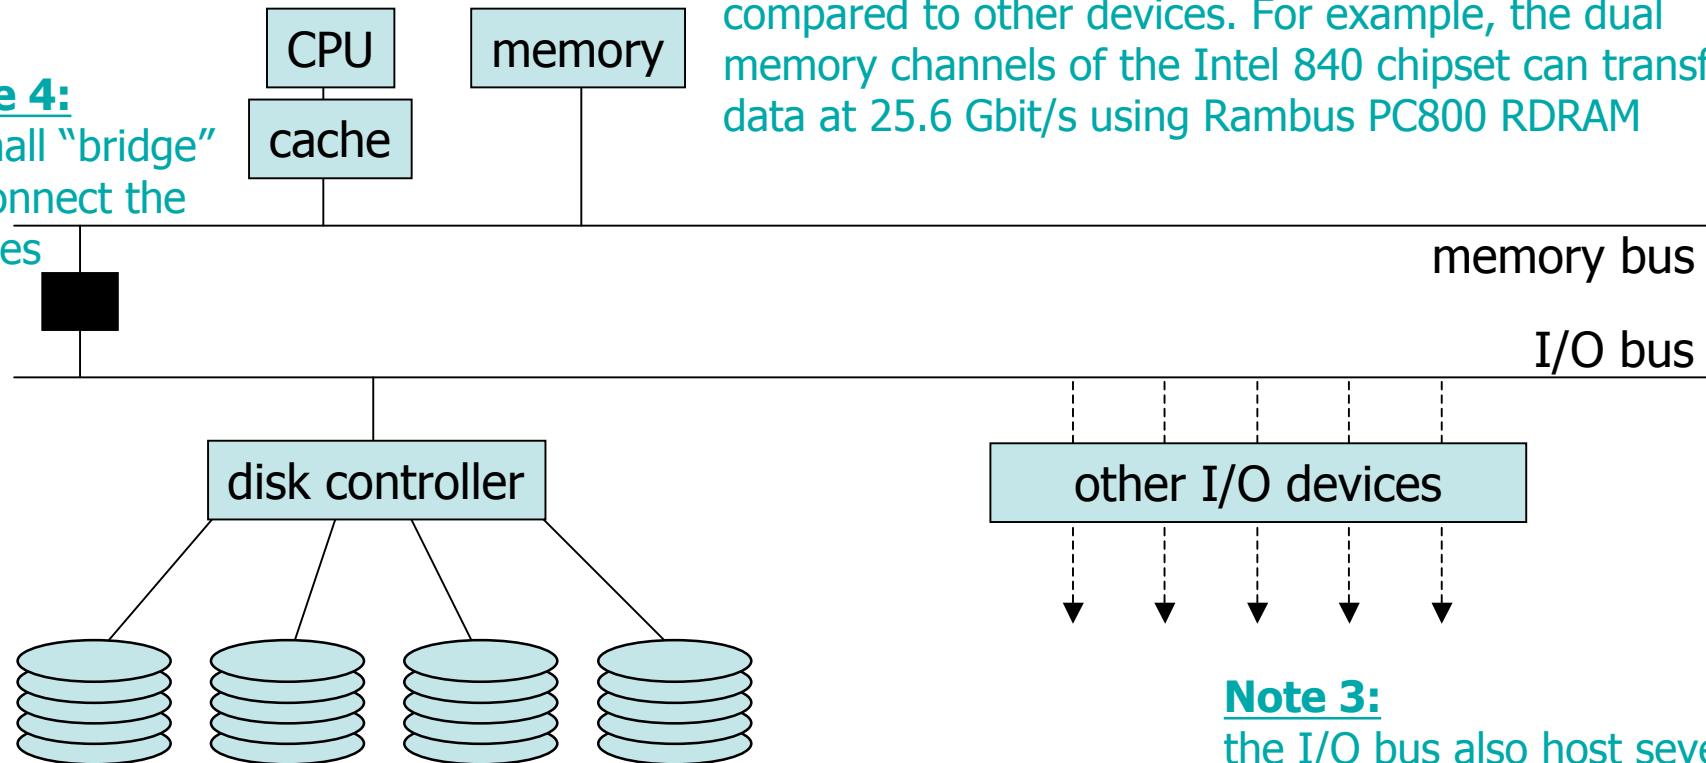 compared to other devices. For example, the dual
memory channels of the Intel 840 chipset can transf
data at 25.6 Gbit/s using Rambus PC800 RDRAM
CPU
memory
cache
e 4:
all “bridge”
onnect the
es
memory bus
I/O bus
disk controller
other I/O devices
Note 3:
the I/O bus also host seve